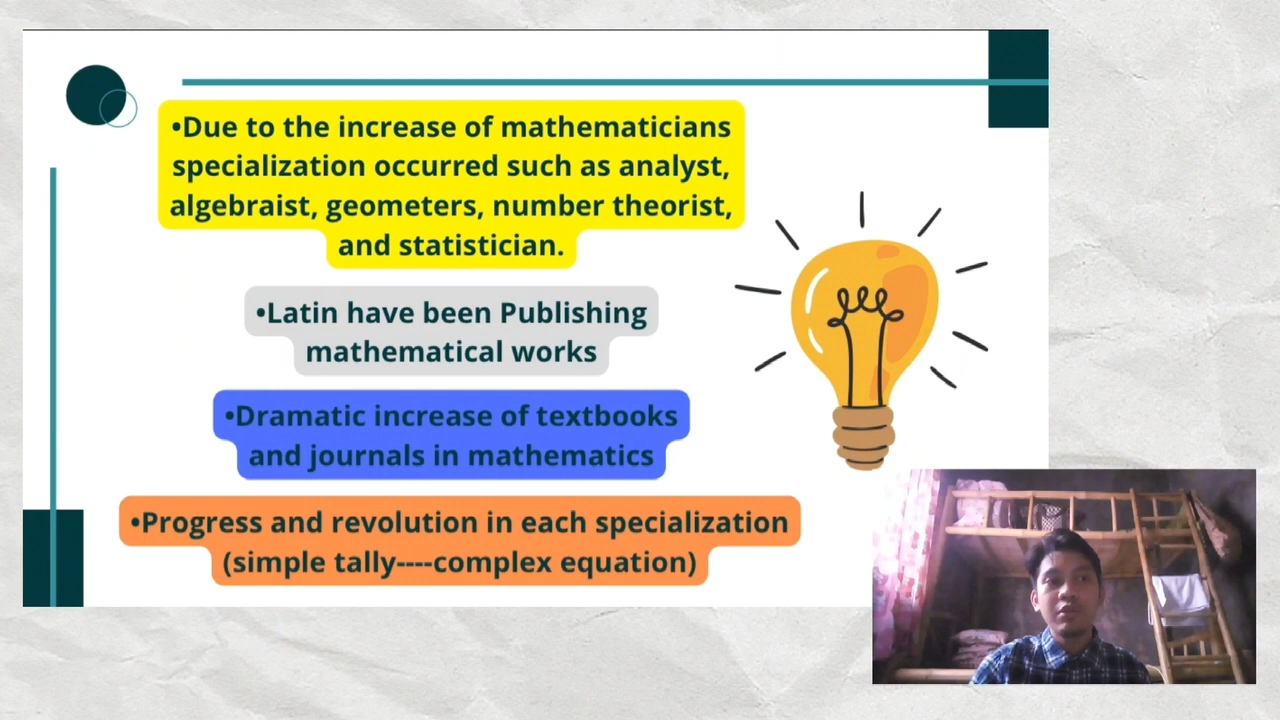 •Due to the increase of mathematicians
specialization occurred such as analyst,
algebraist, geometers, number theorist,
and statistician.
•Latin have been Publishing
mathematical works
•Dramatic increase of textbooks
and journals in mathematics
•Progress and revolution in each specialization
(simple tally----complex equation)